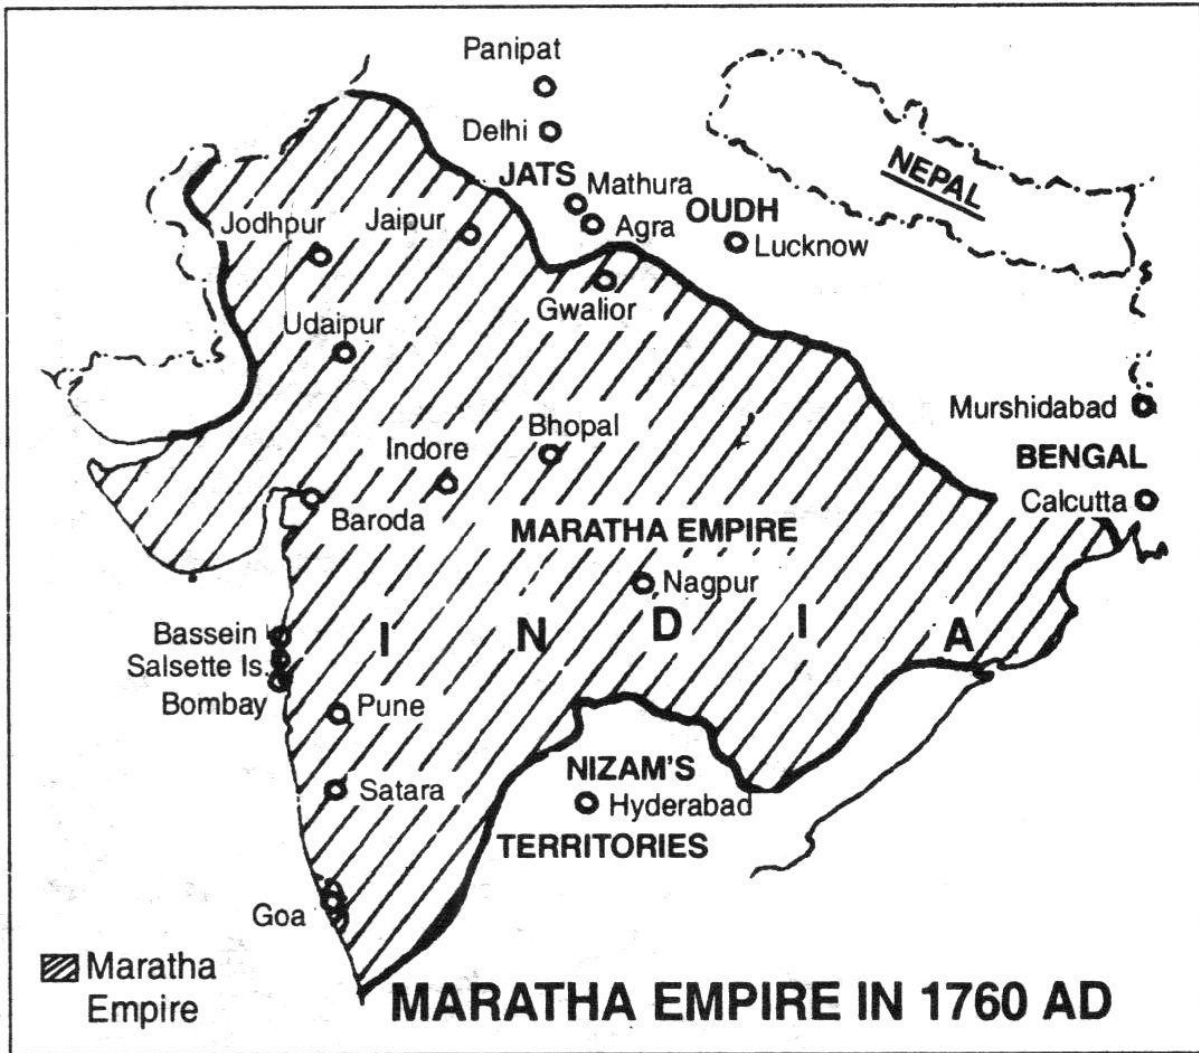 Panipat
Delhi
JATS
Mathura
NEPAL
OUDH
Agra
Lucknow
Jodhpur
Jaipur
Gwalior
Udaipur
Murshidabad
Bhopal
Indore
BENGAL
Calcutta
Baroda
MARATHA EMPIRE
Nagpur
I N D I A
Bassein
Salsette Is.
Bombay
Pune
NIZAM'S
Satara
Hyderabad
TERRITORIES
Goa
Maratha
Empire
MARATHA EMPIRE IN 1760 AD